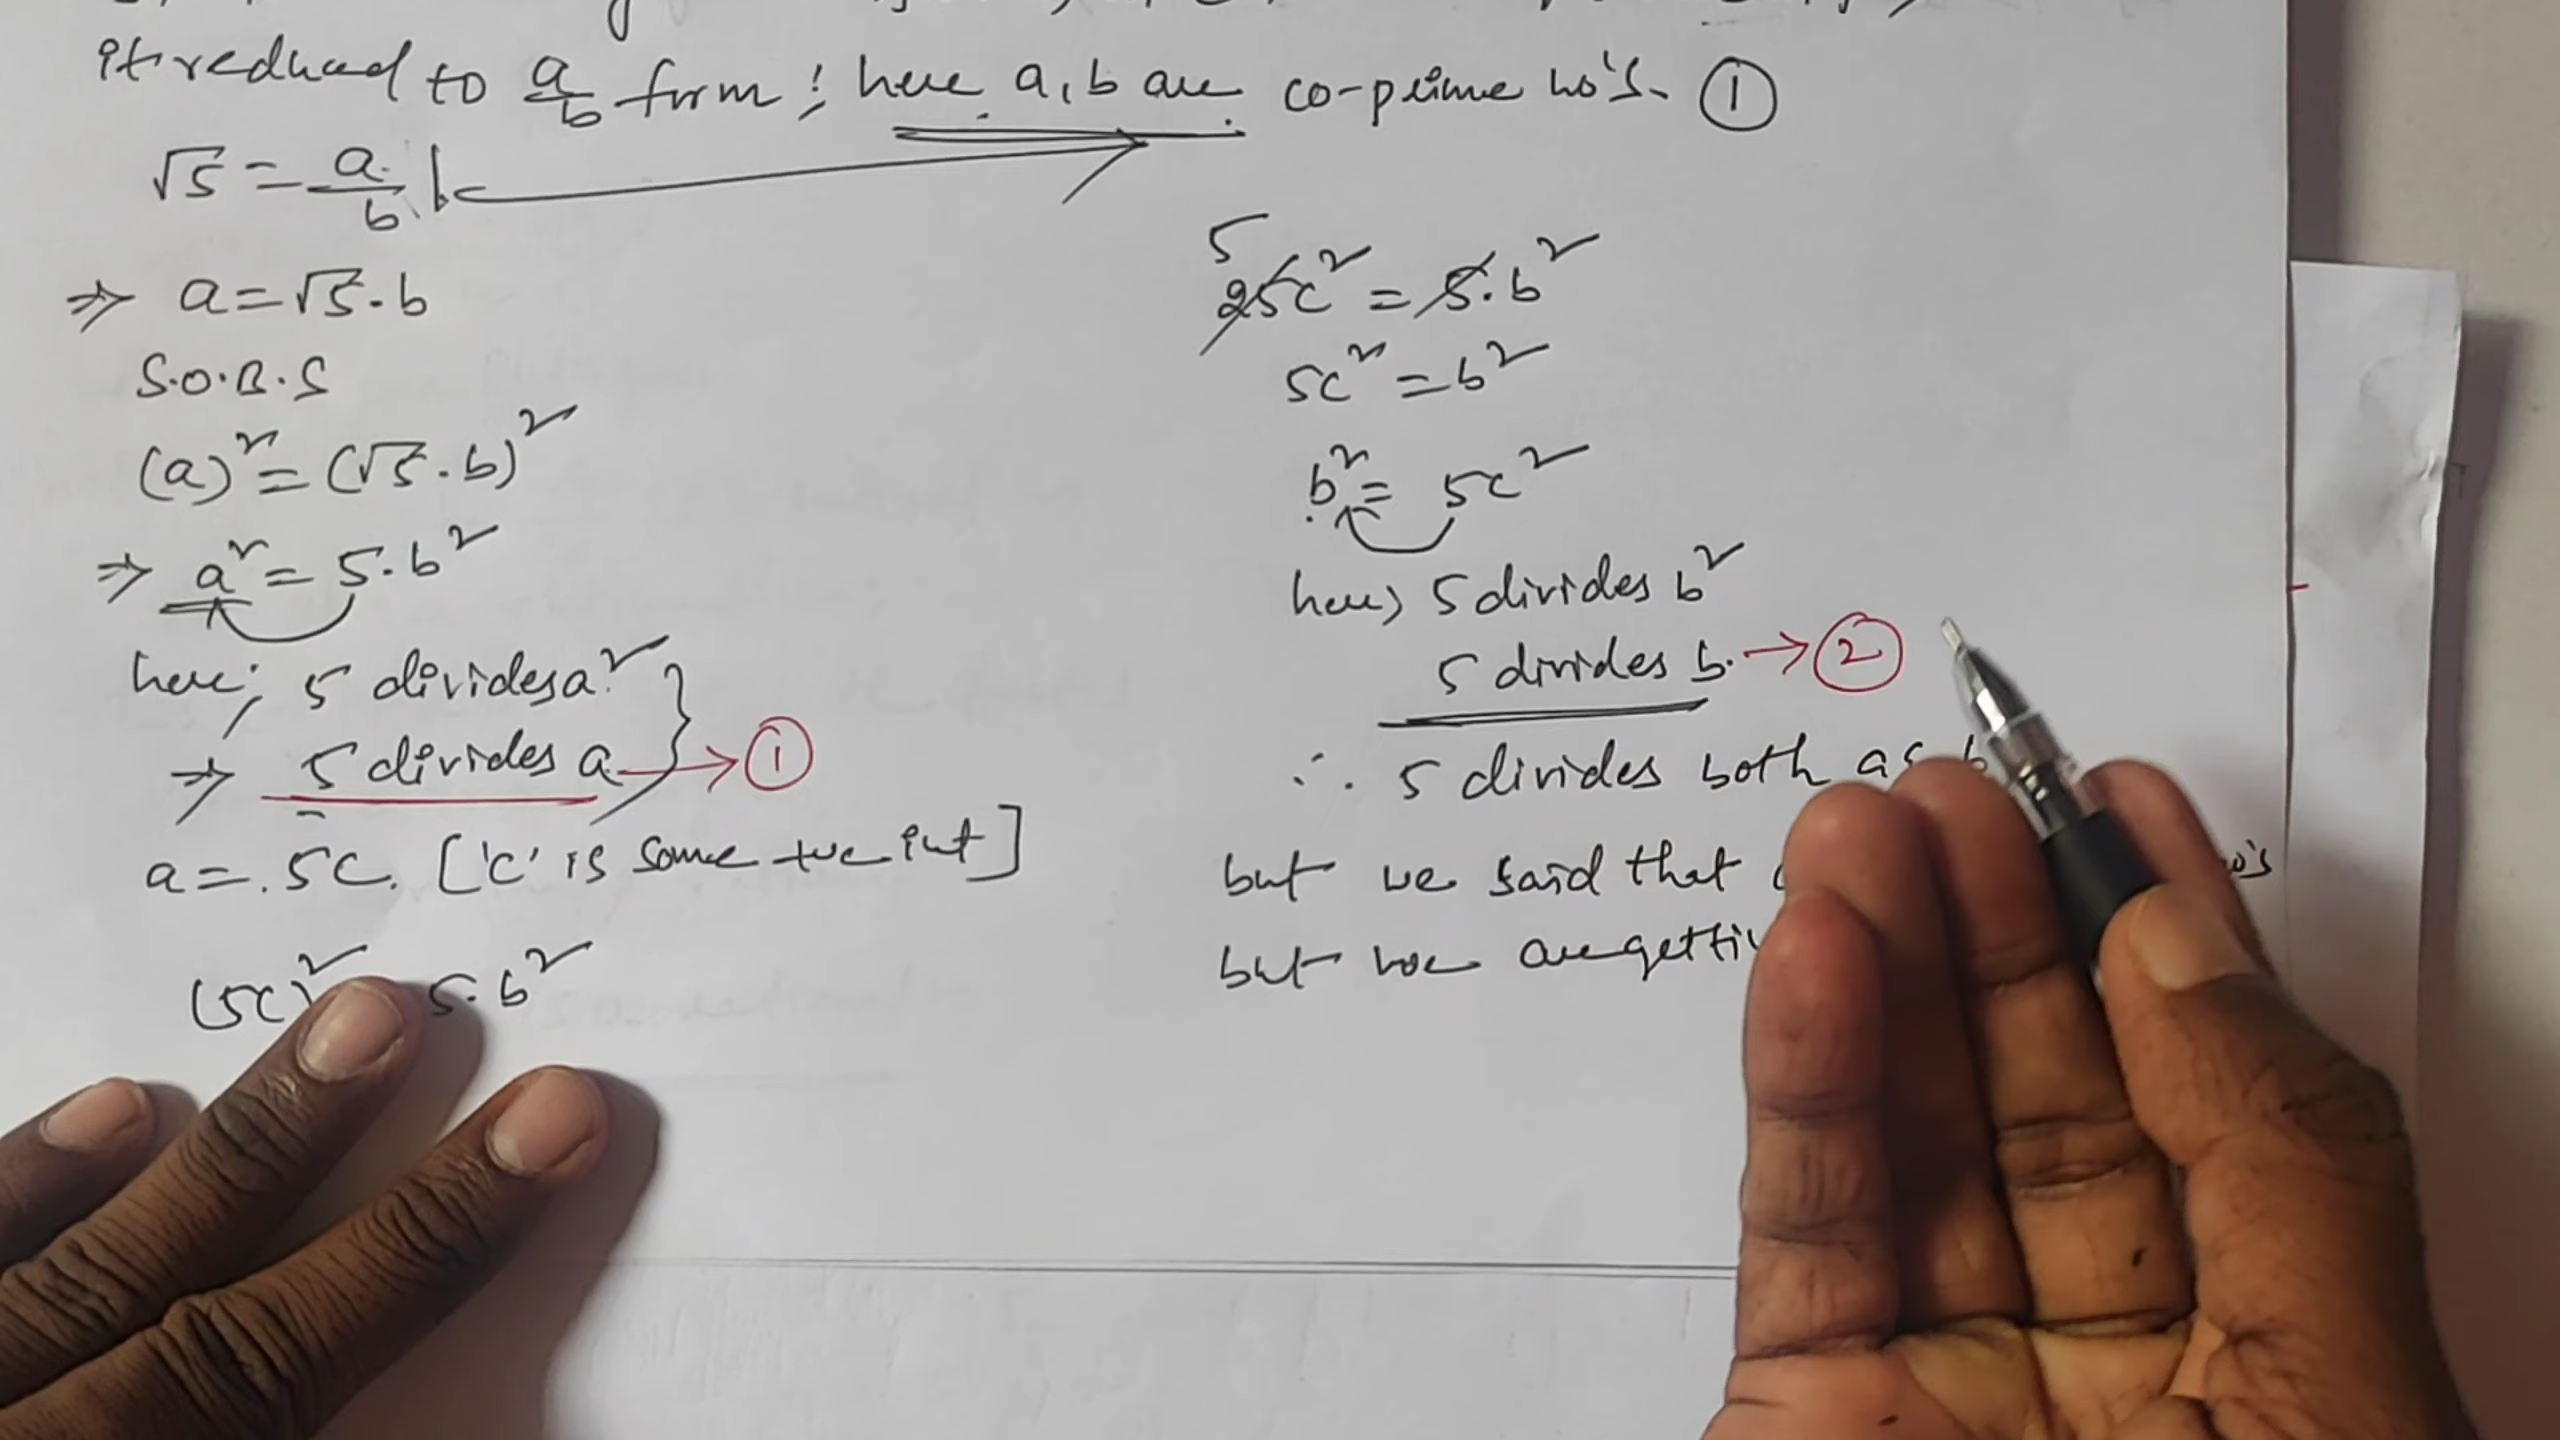 it reduced to a/b form; here a, b are co-prime no's. ①
√5 = a/b
⇒ a = √5 · b
S.O.B.S
(a)² = (√5 · b)²
⇒ a² = 5 · b²
here; 5 divides a²
⇒ 5 divides a → ①
a = 5c. ['c' is some +ve int]
(5c)² 5 · b²
5
25c² = 5 · b²
5c² = b²
b² = 5c²
here, 5 divides b²
5 divides b. → ②
∴ 5 divides both a &
but we said that no's
but we are